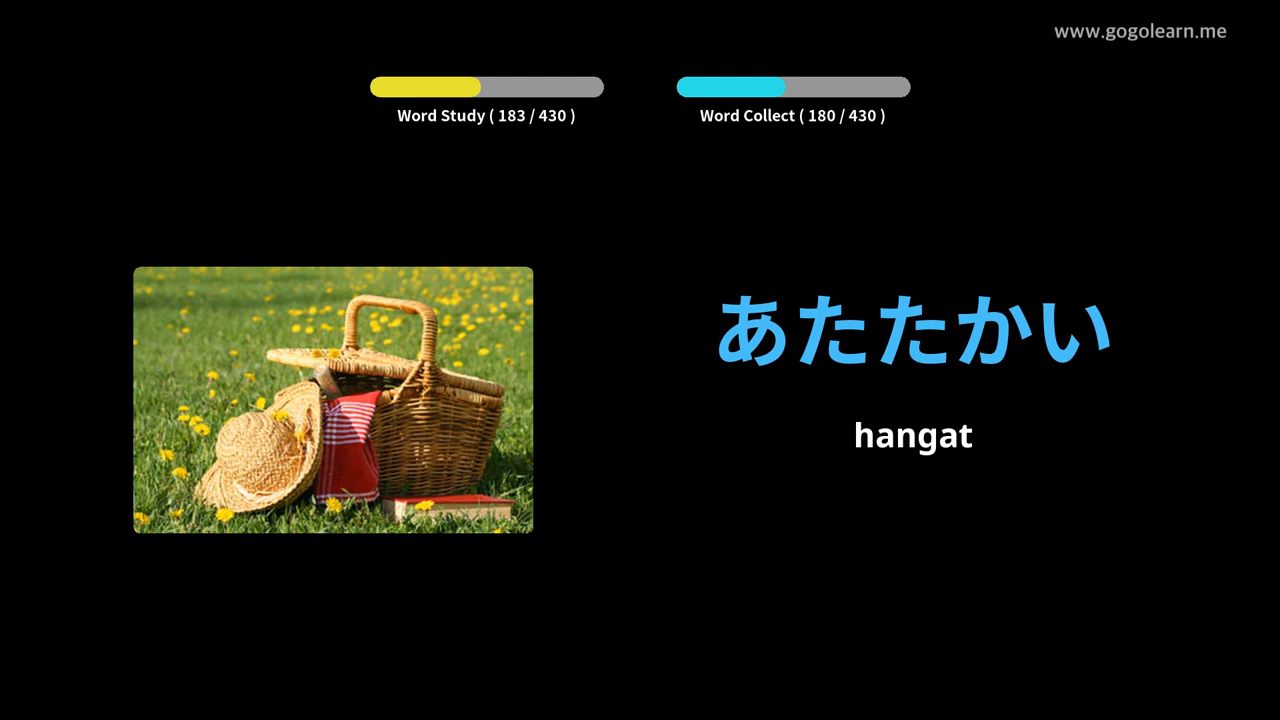 www.gogolearn.me
Word Study ( 183 / 430 )
Word Collect ( 180 / 430 )
あたたかい
hangat